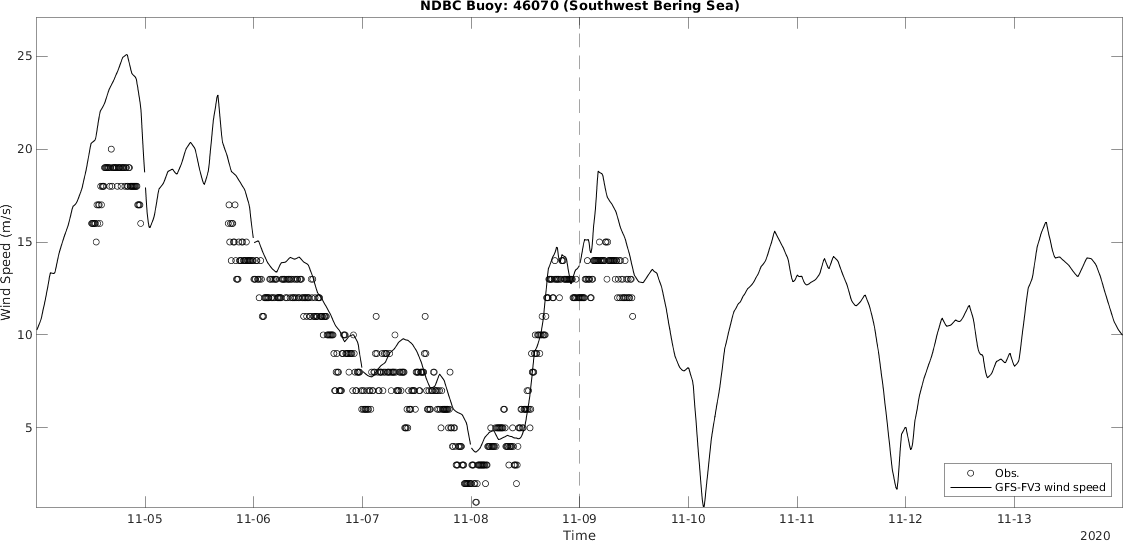 NDBC Buoy: 46070 (Southwest Bering Sea)
25
20
15
10
5
Wind Speed (m/s)
Obs.
GFS-FV3 wind speed
11-05 11-06 11-07 11-08 11-09 11-10 11-11 11-12 11-13
Time
2020